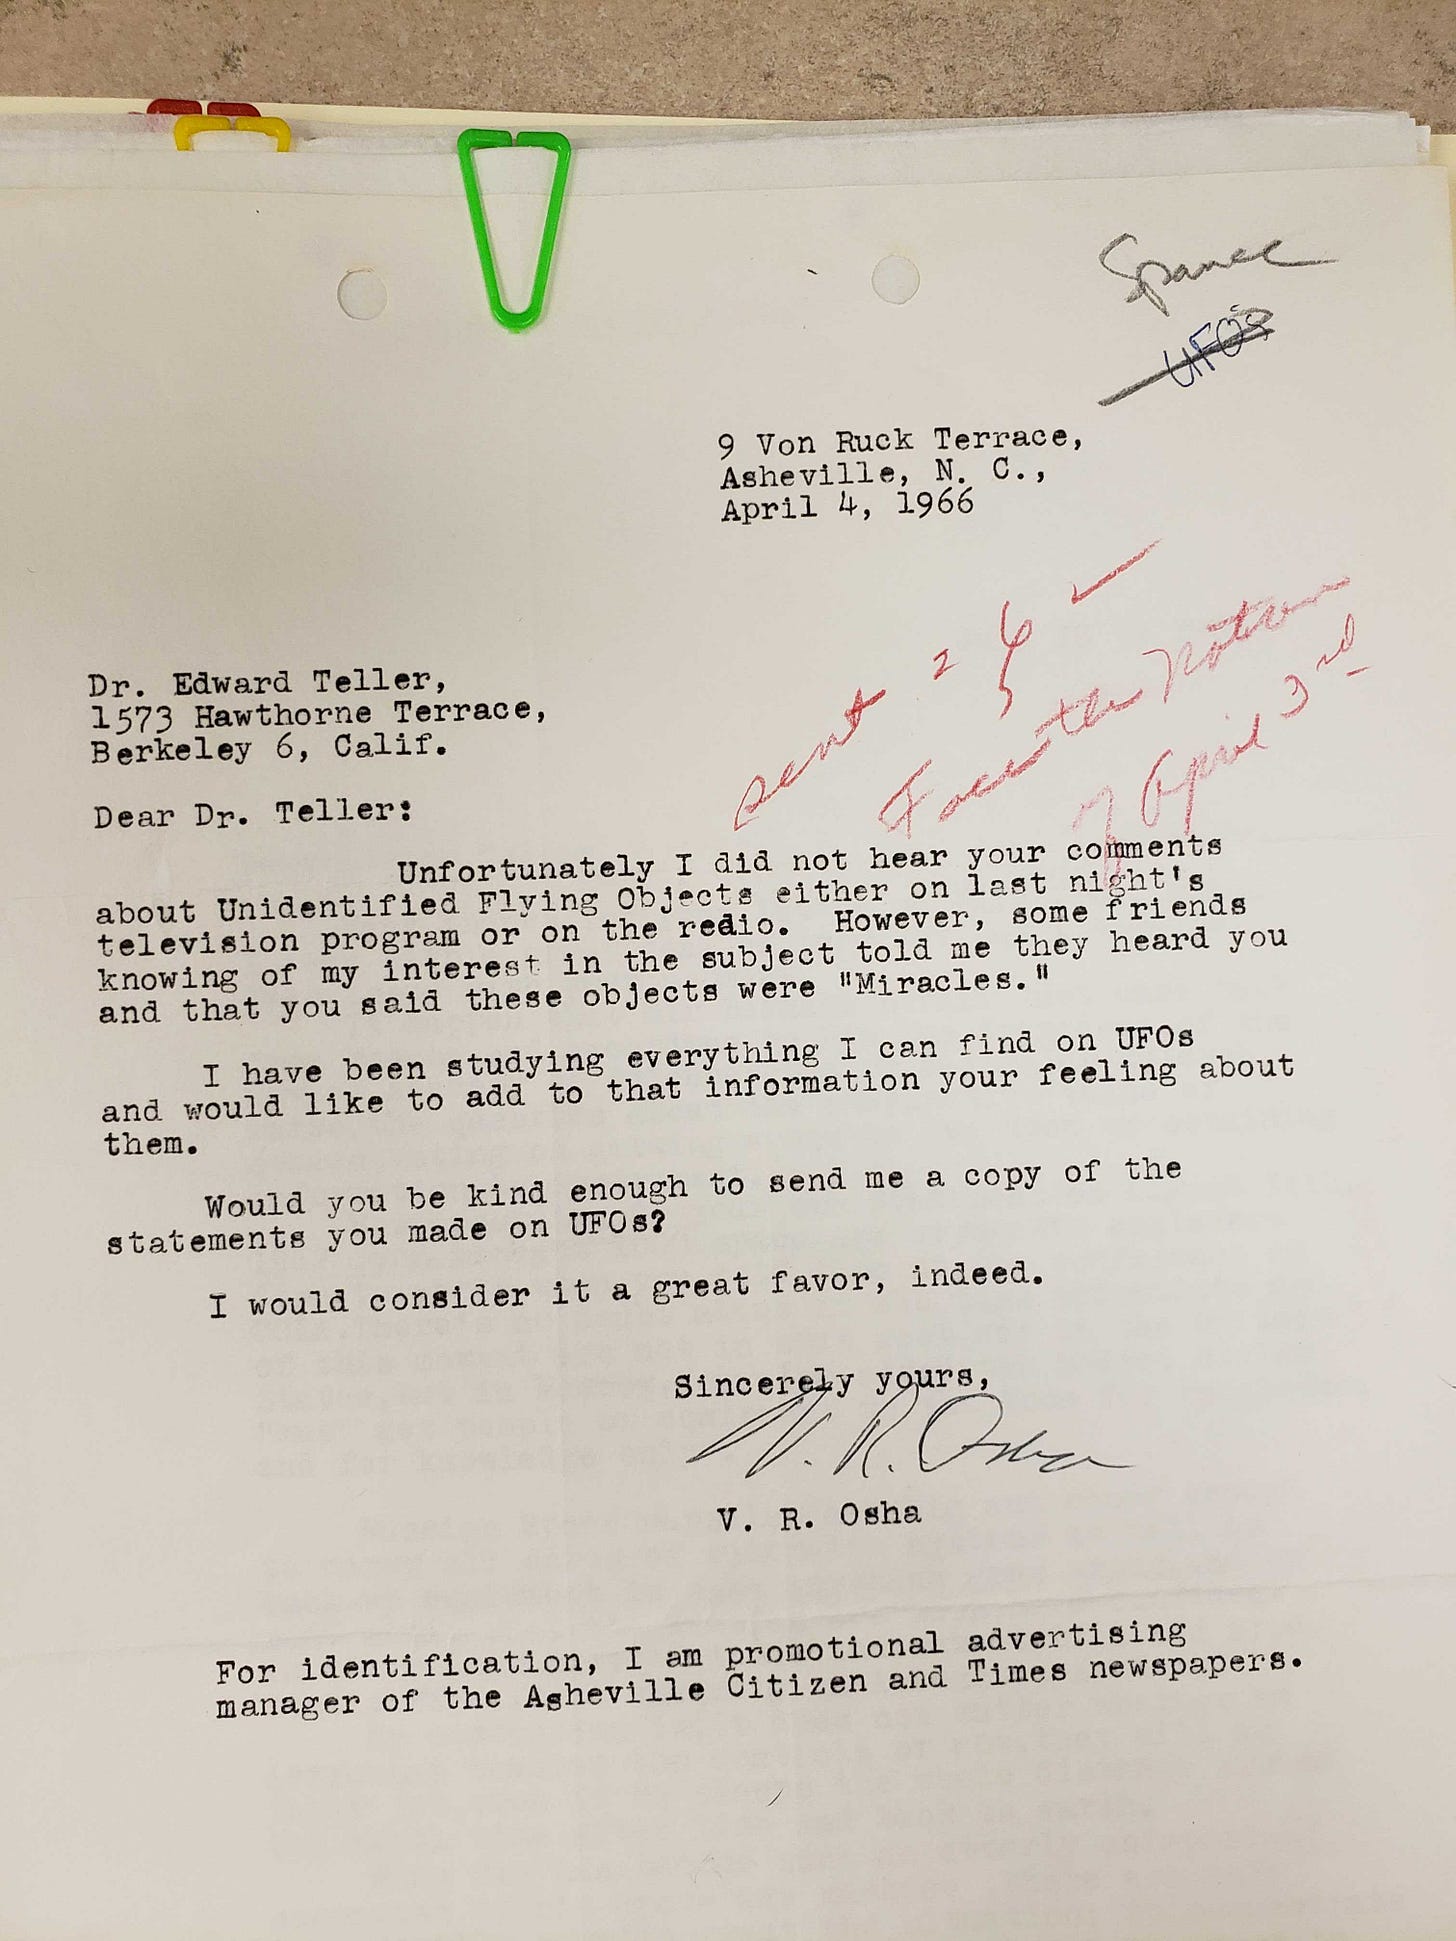 UFO's
9 Von Ruck Terrace,
Asheville, N. C.,
April 4, 1966
sent
April 3rd
Dr. Edward Teller,
1573 Hawthorne Terrace,
Berkeley 6, Calif.
Dear Dr. Teller:
Unfortunately I did not hear your comments
about Unidentified Flying Objects either on last night's
television program or on the redio. However, some friends
knowing of my interest in the subject told me they heard you
and that you said these objects were "Miracles."
I have been studying everything I can find on UFOs
and would like to add to that information your feeling about
them.
Would you be kind enough to send me a copy of the
statements you made on UFOs?
I would consider it a great favor, indeed.
Sincerely yours,
V. R. Osha
V. R. Osha
For identification, I am promotional advertising
manager of the Asheville Citizen and Times newspapers.